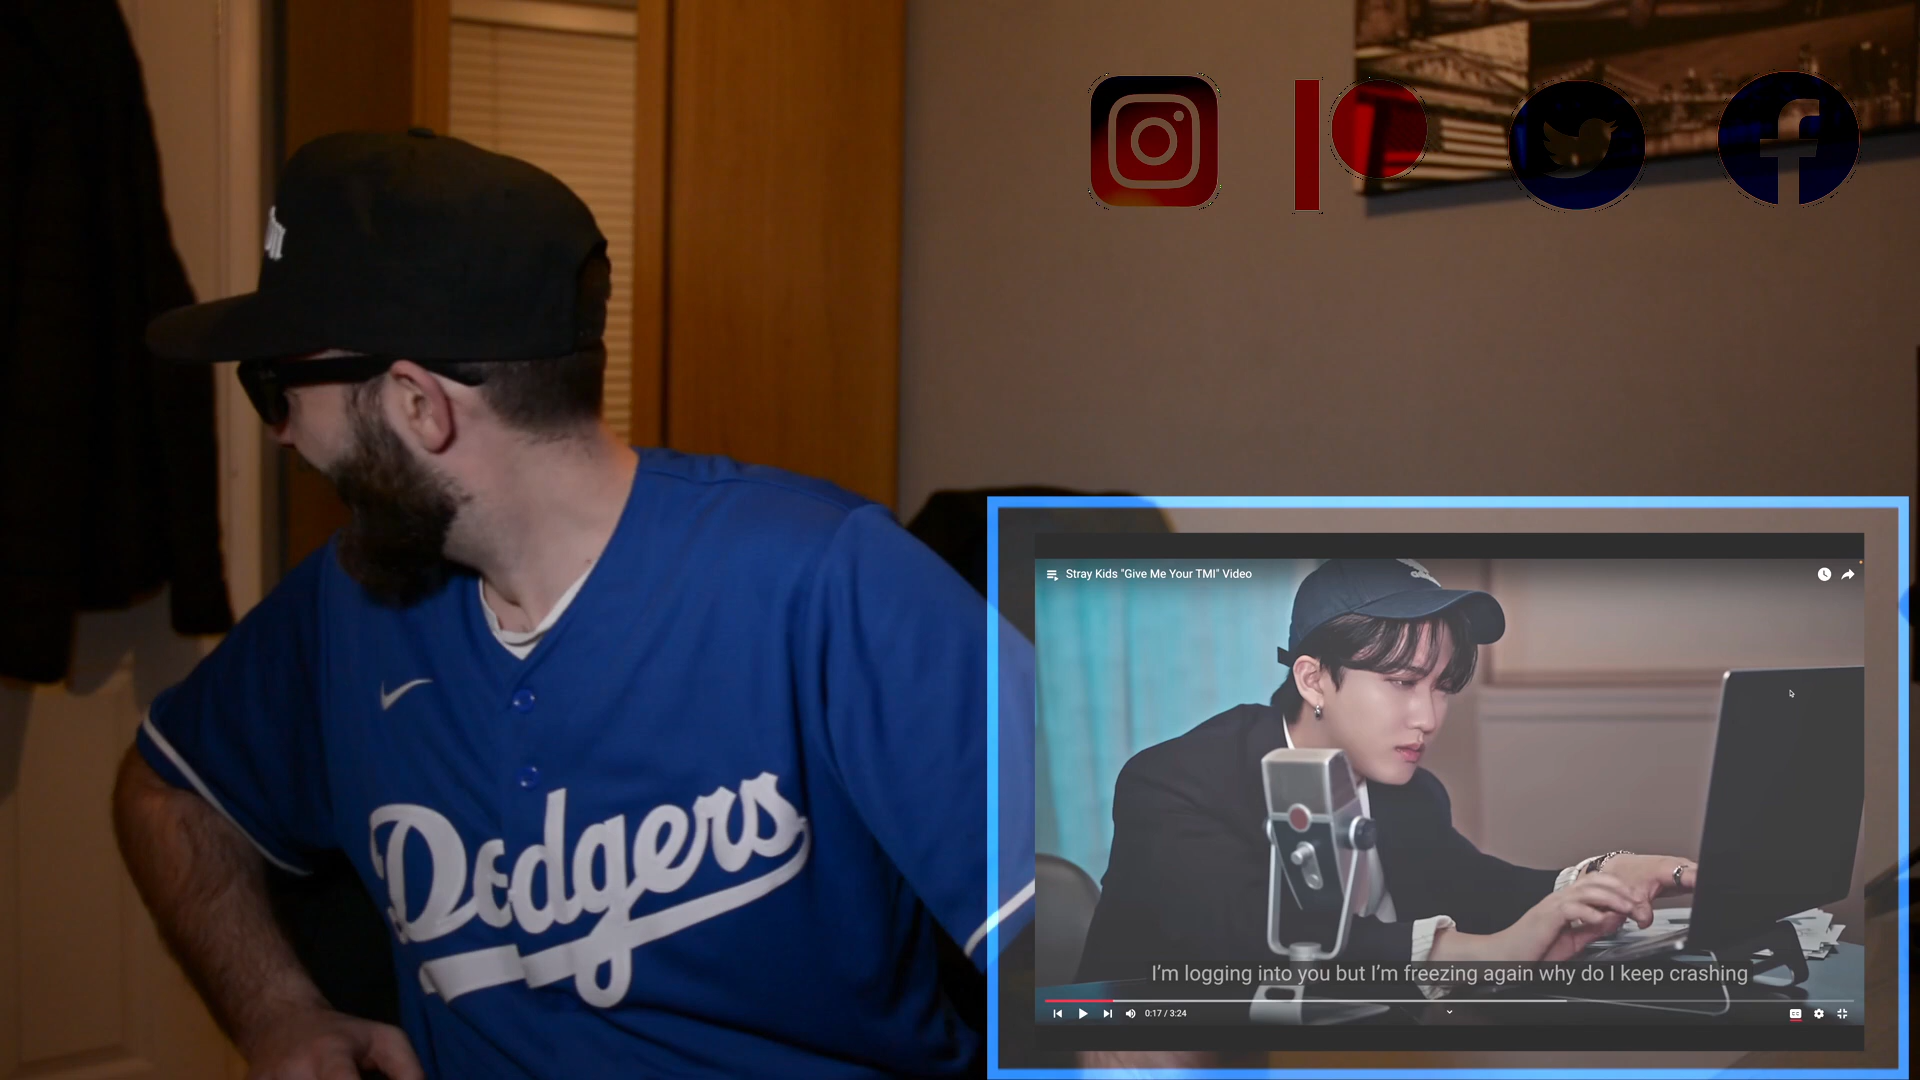 Dodgers
Stray Kids "Give Me Your TMI" Video
I'm logging into you but I'm freezing again why do I keep crashing
0:17 / 3:24